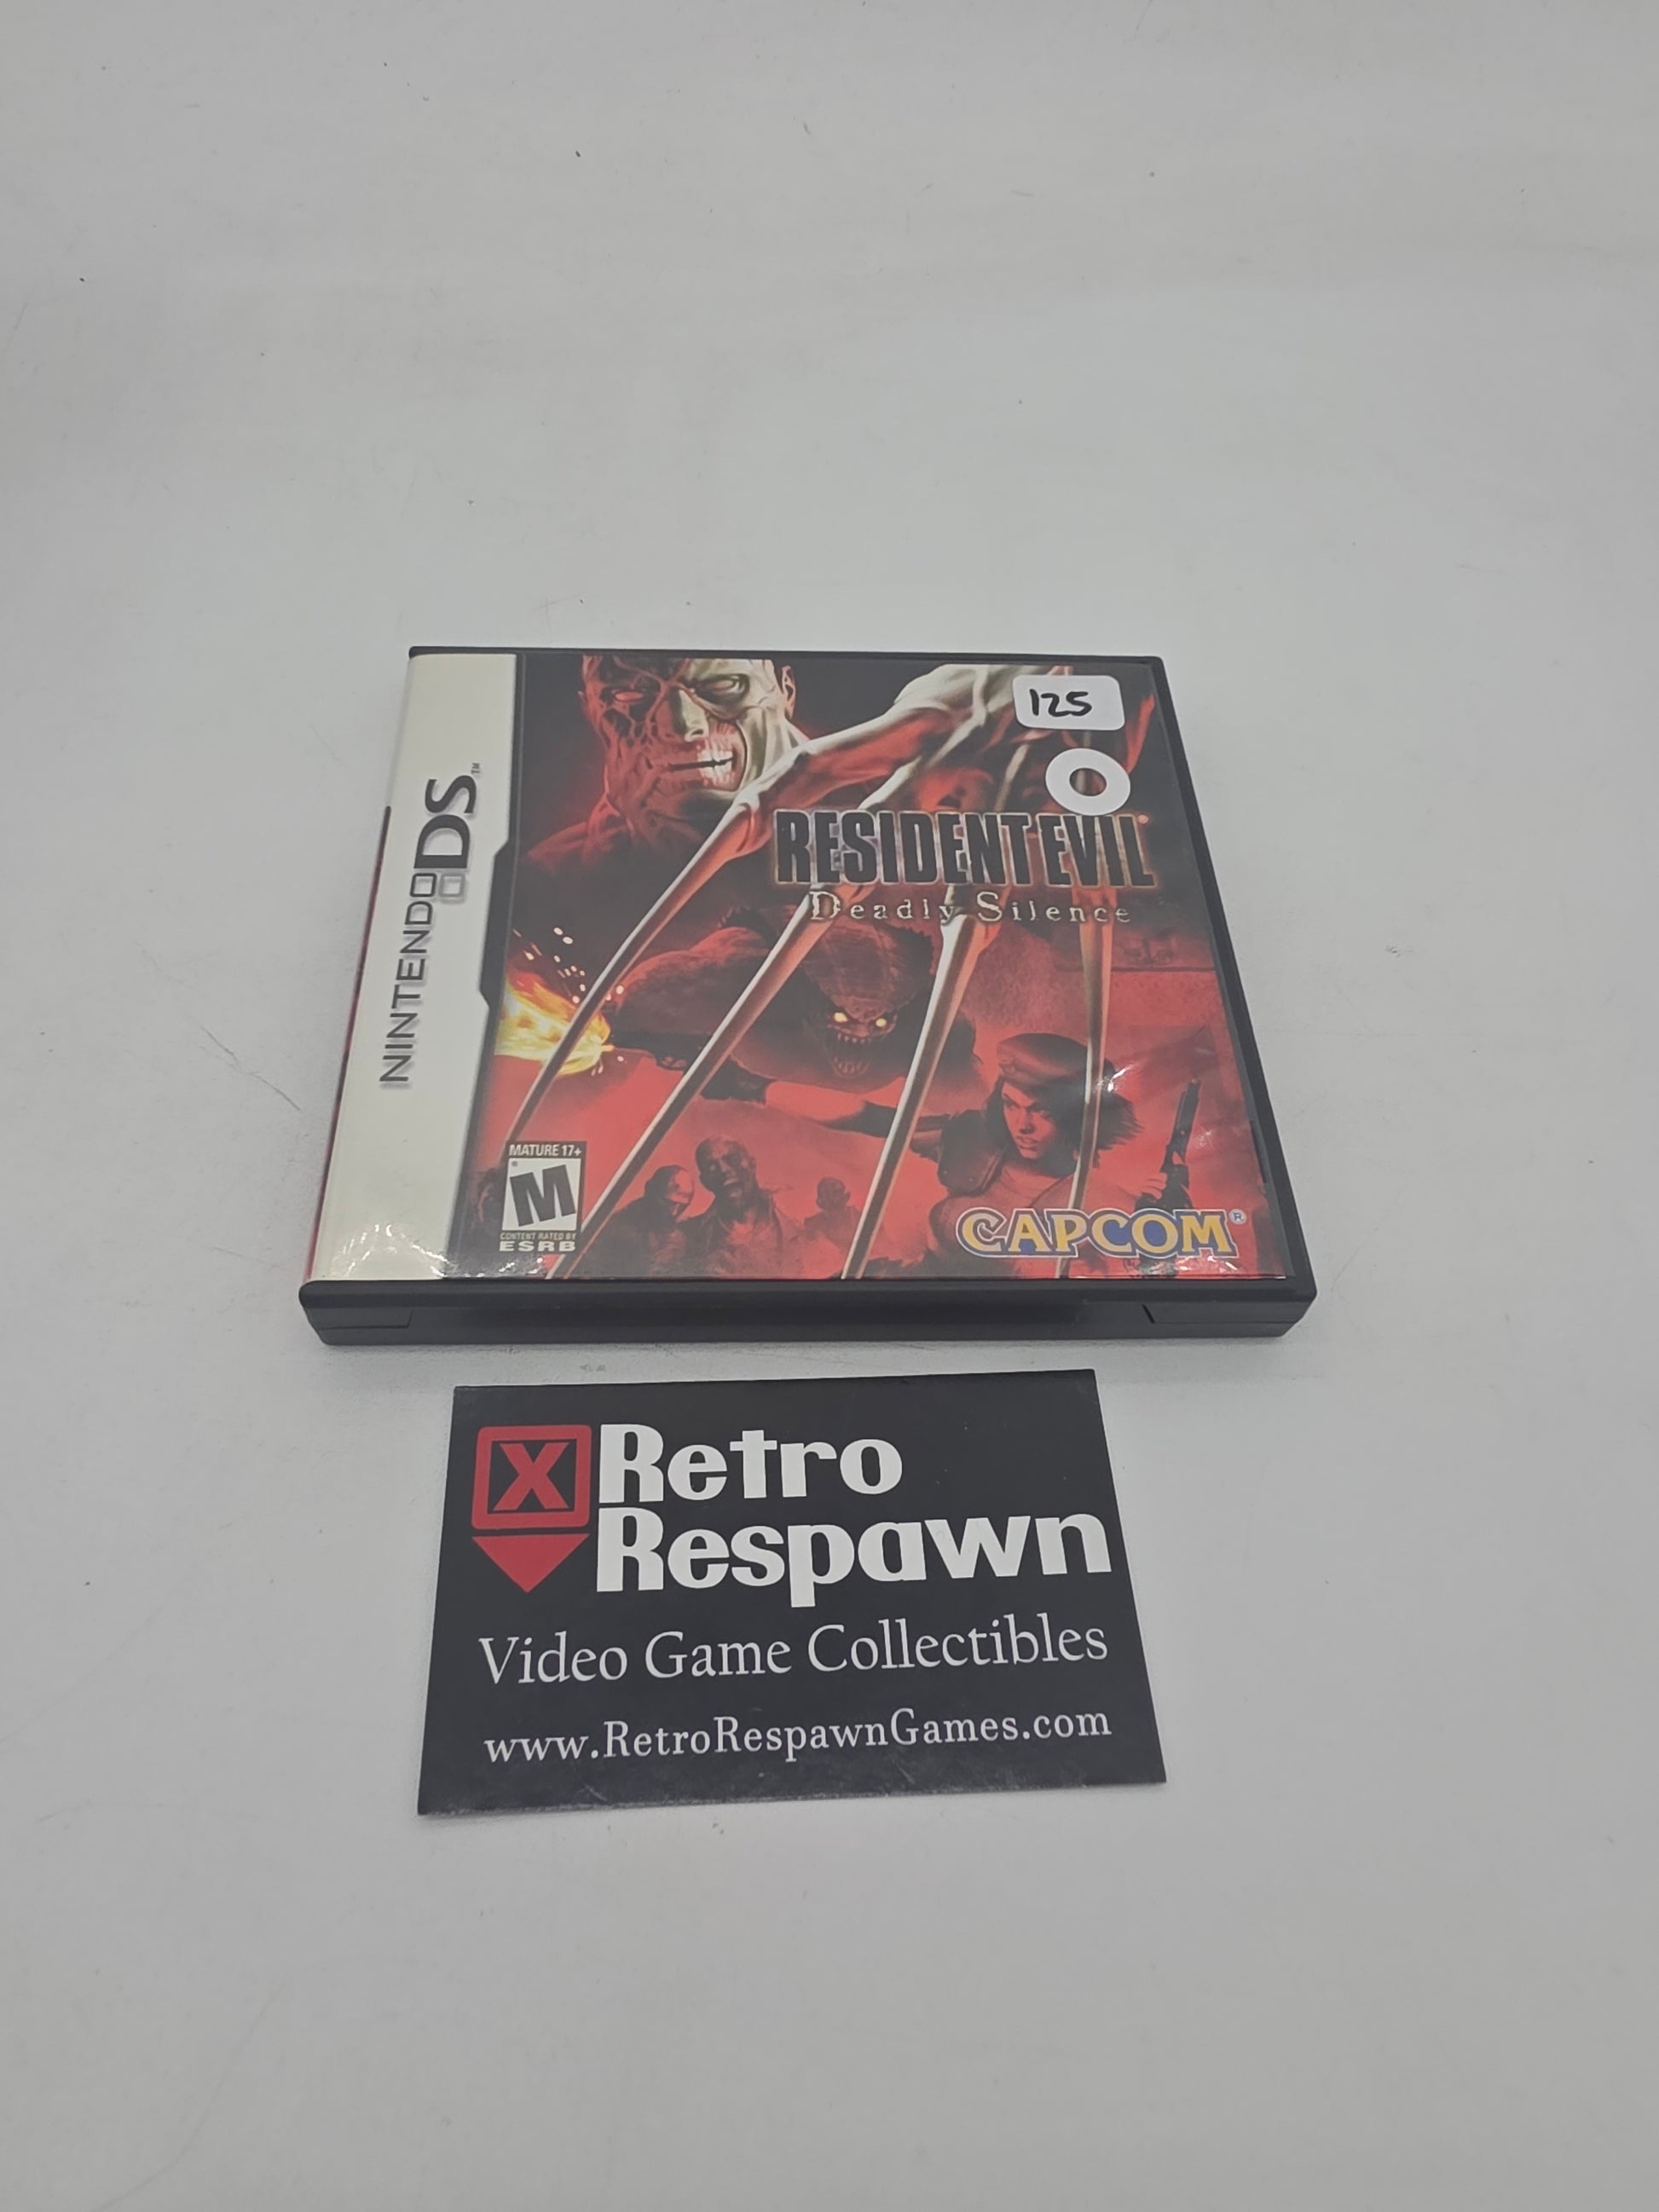 125
NINTENDO DS™
RESIDENT EVIL®
Deadly Silence
MATURE 17+
M
CONTENT RATED BY
ESRB
CAPCOM®
X
Retro
Respawn
Video Game Collectibles
www.RetroRespawnGames.com